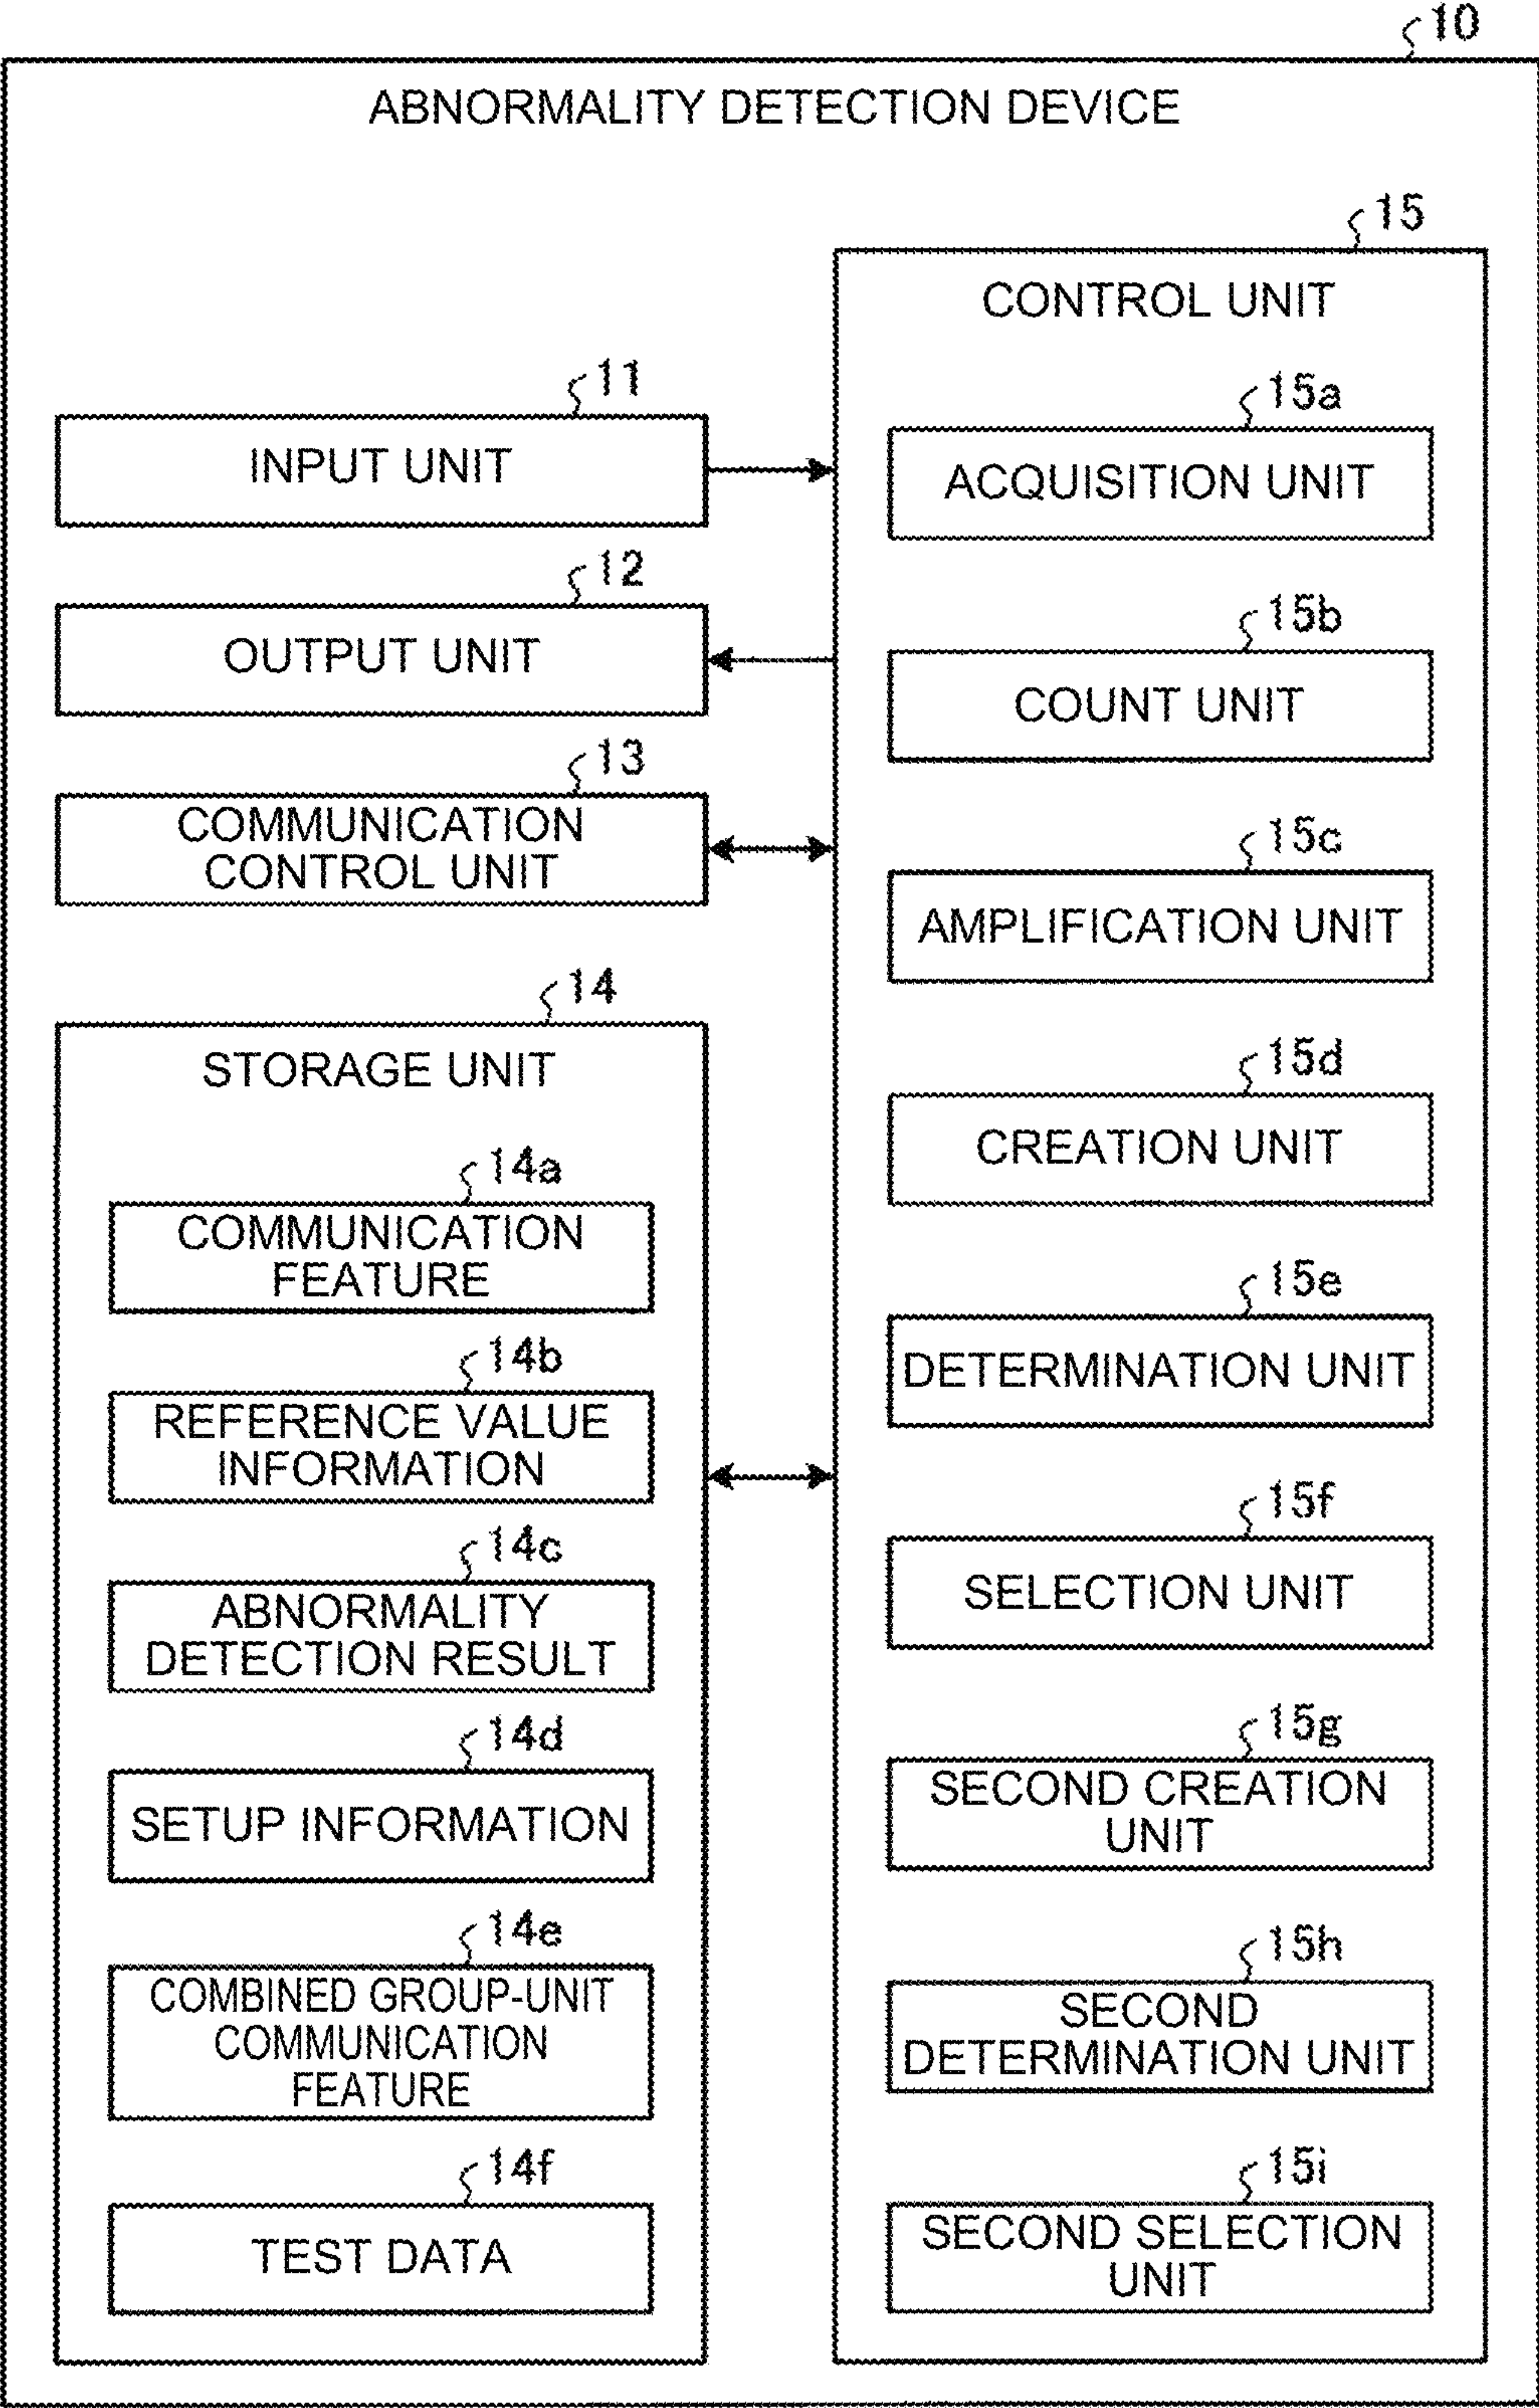 10
ABNORMALITY DETECTION DEVICE
11
INPUT UNIT
12
OUTPUT UNIT
13
COMMUNICATION
CONTROL UNIT
14
STORAGE UNIT
14a
COMMUNICATION
FEATURE
14b
REFERENCE VALUE
INFORMATION
14c
ABNORMALITY
DETECTION RESULT
14d
SETUP INFORMATION
14e
COMBINED GROUP-UNIT
COMMUNICATION
FEATURE
14f
TEST DATA
15
CONTROL UNIT
15a
ACQUISITION UNIT
15b
COUNT UNIT
15c
AMPLIFICATION UNIT
15d
CREATION UNIT
15e
DETERMINATION UNIT
15f
SELECTION UNIT
15g
SECOND CREATION
UNIT
15h
SECOND
DETERMINATION UNIT
15i
SECOND SELECTION
UNIT